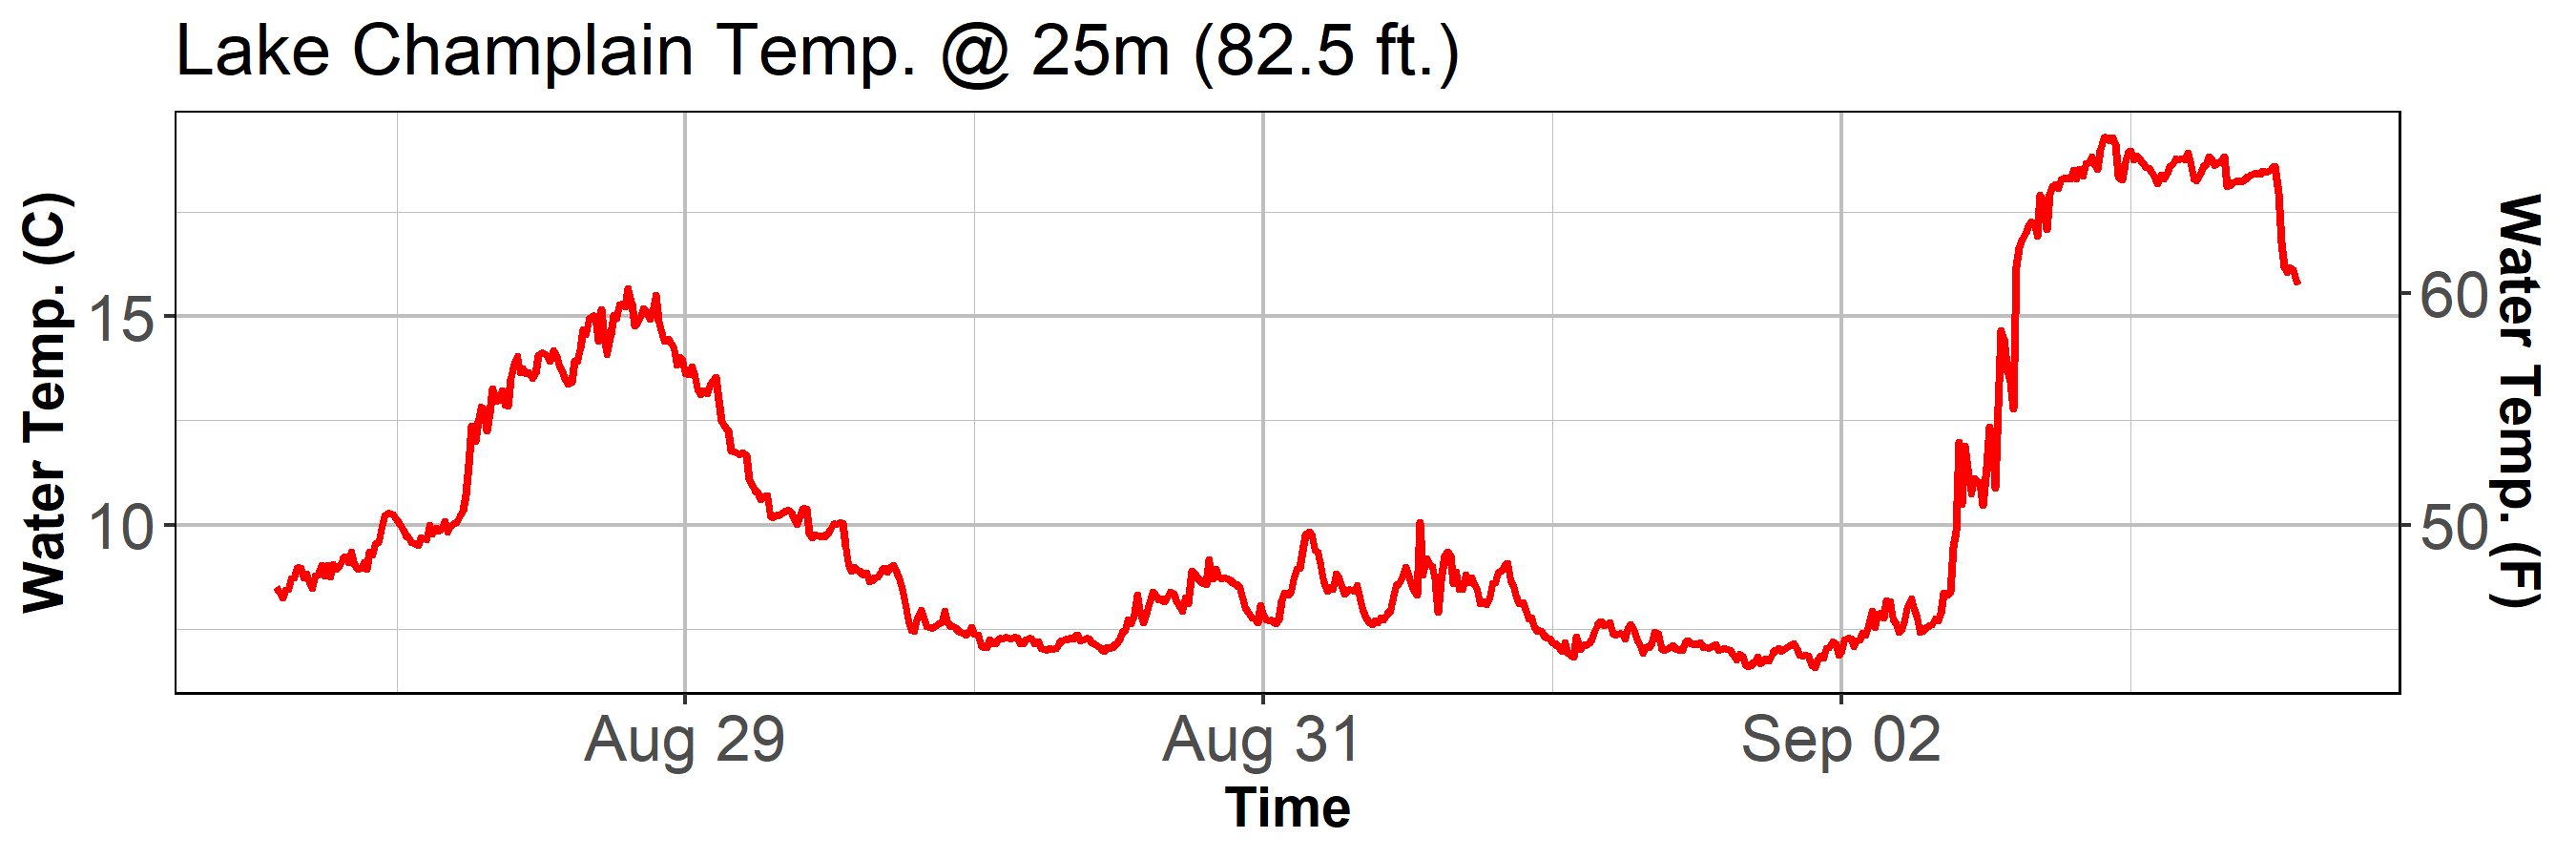 Lake Champlain Temp. @ 25m (82.5 ft.)
Water Temp. (C)
15
10
60
50
Water Temp. (F)
Aug 29
Aug 31
Sep 02
Time